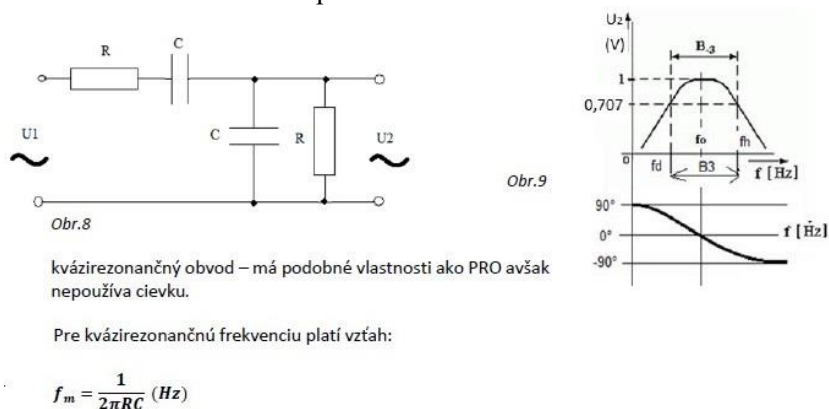 R
C
C
R
U1
U2
Obr.8
Obr.9
U₂
(V)
B-3
1
0,707
f₀
fh
0
fd
B3
f [Hz]
90°
0°
-90°
f [Hz]
kvázirezonančný obvod – má podobné vlastnosti ako PRO avšak
nepoužíva cievku.
Pre kvázirezonančnú frekvenciu platí vzťah:
f m = 1 / 2πRC (Hz)